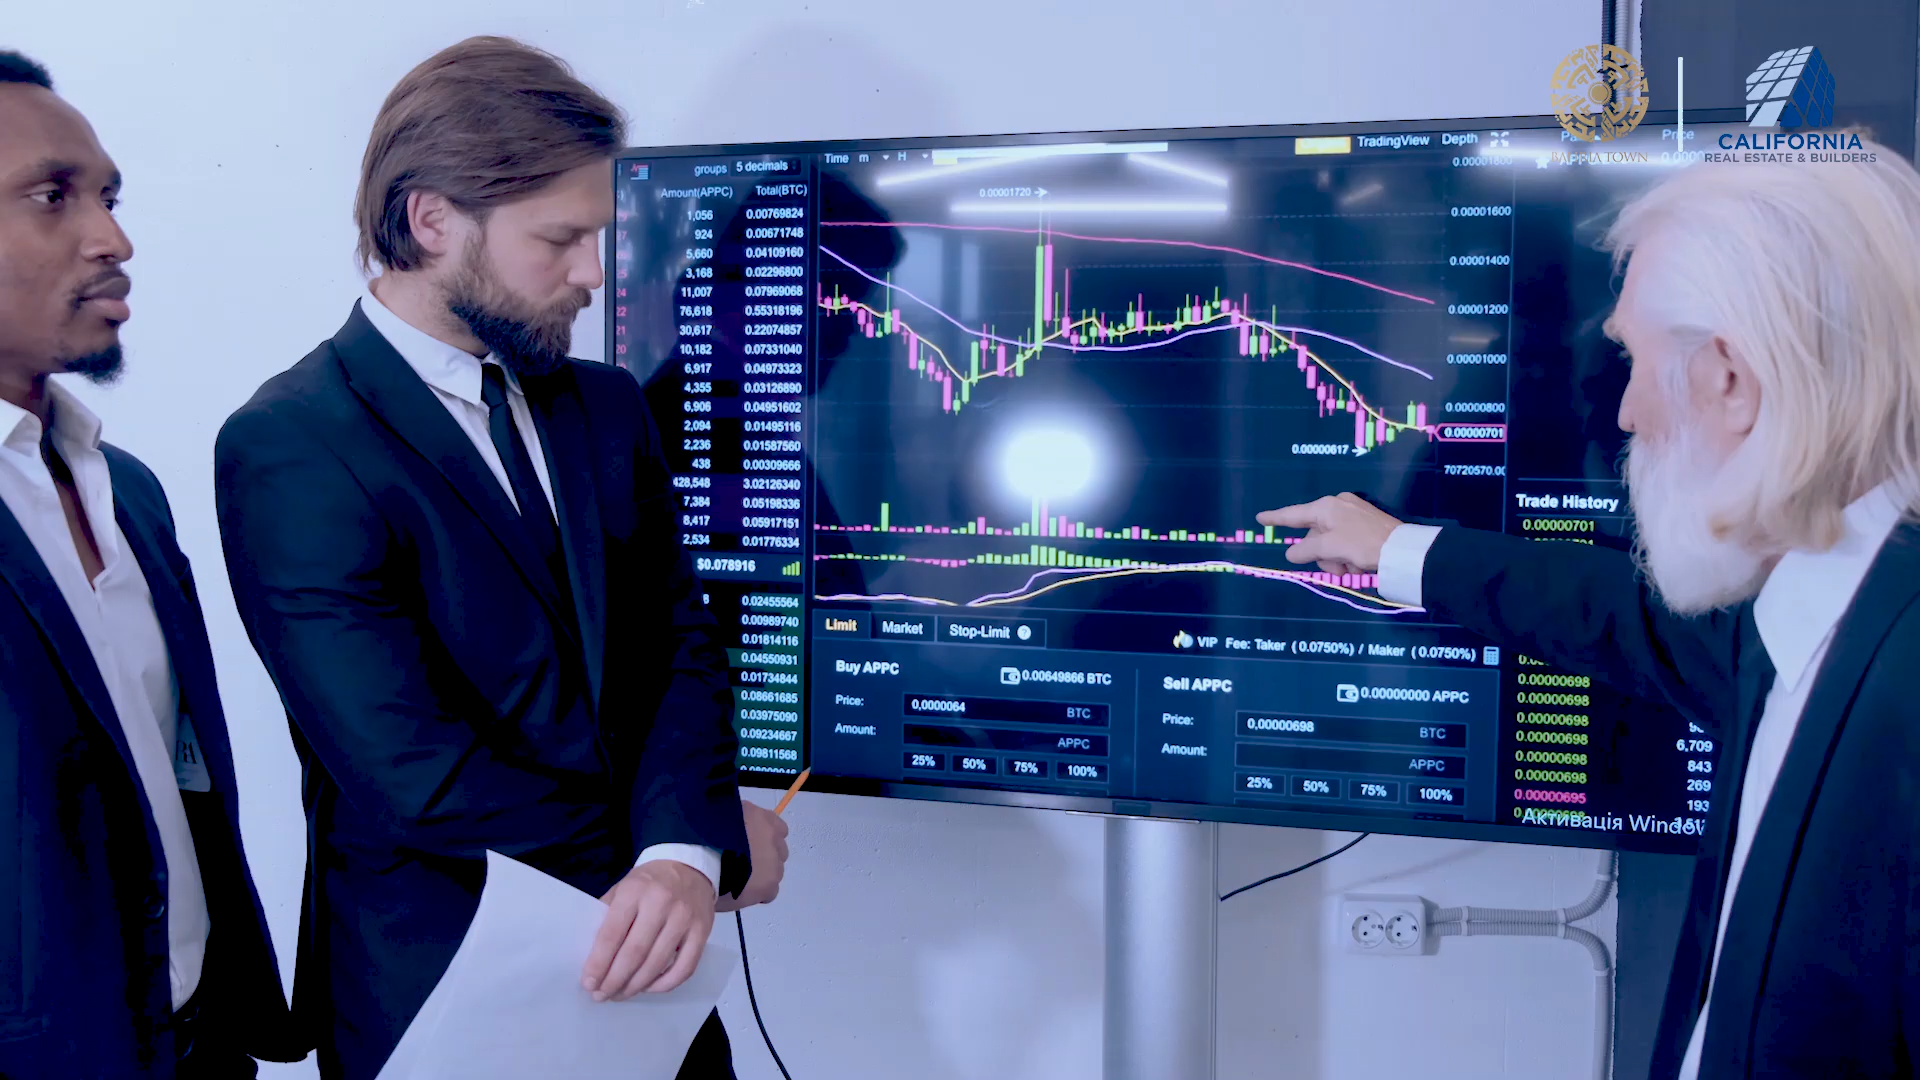 CALIFORNIA
REAL ESTATE & BUILDERS
groups 5 decimals
Amount(APPC) Total(BTC)
1,056 0.00769824
924 0.00671748
5,660 0.04109160
3,168 0.02296800
11,007 0.07969068
76,618 0.55318196
30,617 0.22074857
10,182 0.07331040
6,917 0.04973323
4,355 0.03126890
6,906 0.04951602
2,094 0.01495116
2,236 0.01587560
438 0.00309666
428,548 3.02126340
7,384 0.05198336
8,417 0.05917151
2,534 0.01776334
$0.078916
0.02455564
0.00989740
0.01814116
0.04550931
0.01734844
0.08661685
0.03975090
0.09234667
0.09811568
Time m H
TradingView Depth
0.00001720
0.00001800
0.00001600
0.00001400
0.00001200
0.00001000
0.00000800
0.00000701
0.00000617
70720570.00
Limit Market Stop-Limit ?
VIP Fee: Taker (0.0750%) / Maker (0.0750%)
Buy APPC 0.00649866 BTC
Price: 0,0000064 BTC
Amount: APPC
25% 50% 75% 100%
Sell APPC 0.00000000 APPC
Price: 0,00000698 BTC
Amount: APPC
25% 50% 75% 100%
Price
Trade History
0.00000701
0.00000698
0.00000698
0.00000698
0.00000698
0.00000698 6,709
0.00000698 843
269
0.00000695 193
Активація Window